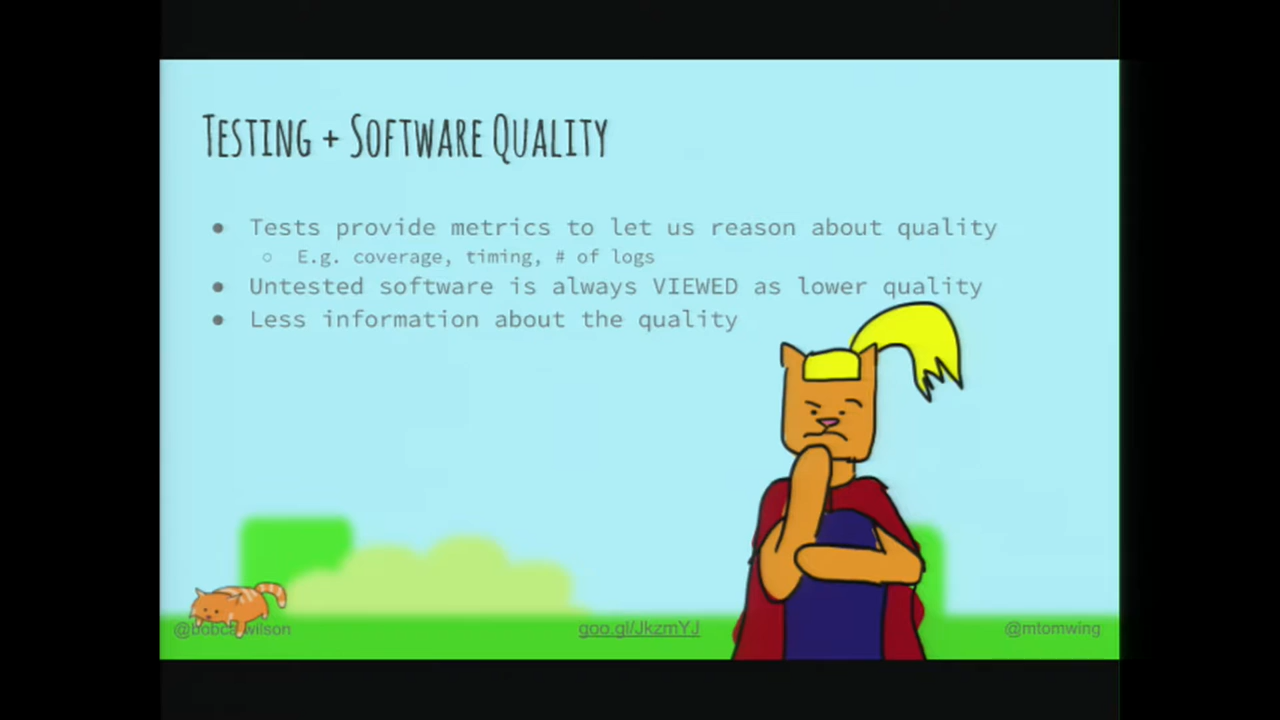 TESTING + SOFTWARE QUALITY
● Tests provide metrics to let us reason about quality
○ E.g. coverage, timing, # of logs
● Untested software is always VIEWED as lower quality
● Less information about the quality
@bobcatwilson
goo.gl/JkzmYJ
@mtomwing